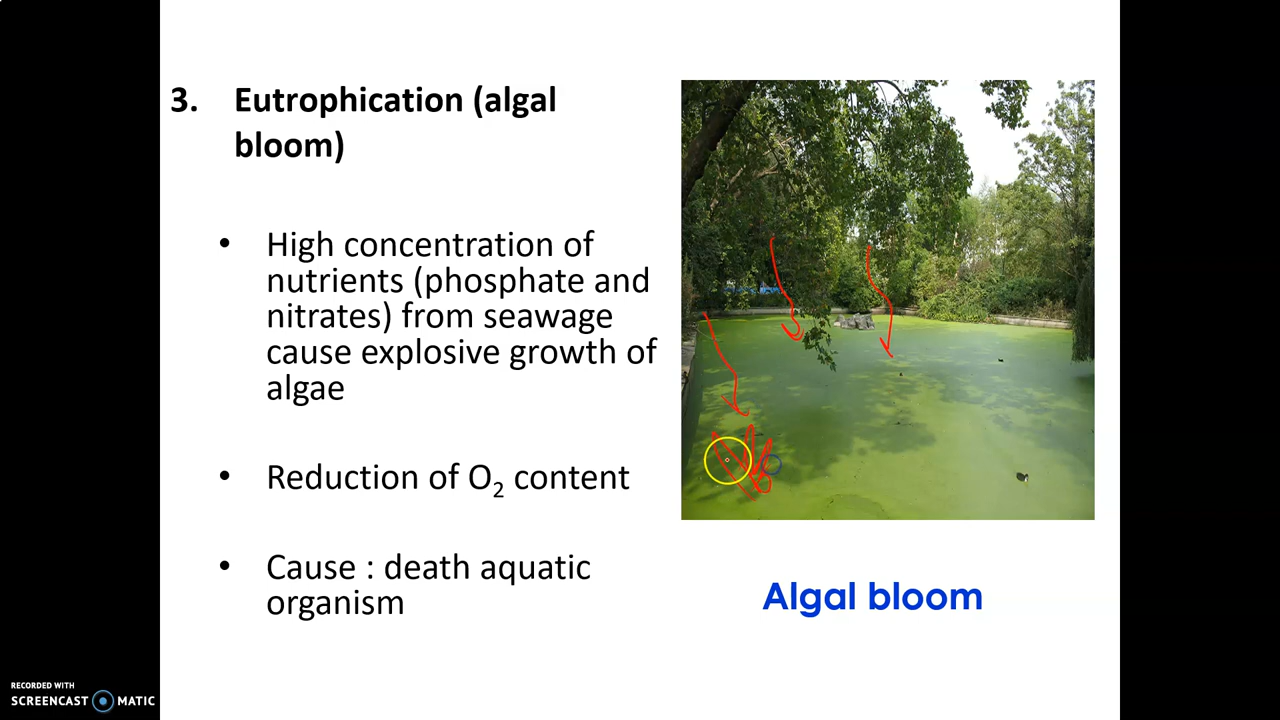 3. Eutrophication (algal
bloom)
• High concentration of
nutrients (phosphate and
nitrates) from seawage
cause explosive growth of
algae
• Reduction of O₂ content
• Cause : death aquatic
organism
Algal bloom
RECORDED WITH
SCREENCAST MATIC